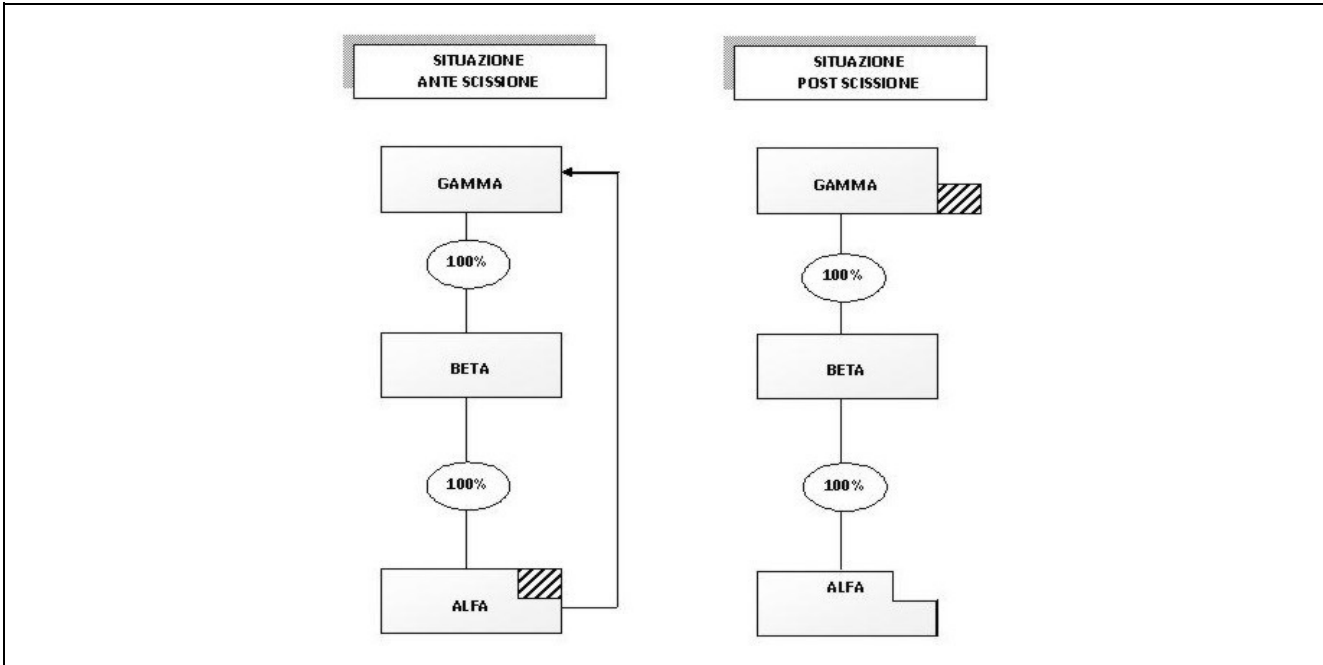 SITUAZIONE
ANTE SCISSIONE
SITUAZIONE
POST SCISSIONE
GAMMA
100%
BETA
100%
ALFA
GAMMA
100%
BETA
100%
ALFA